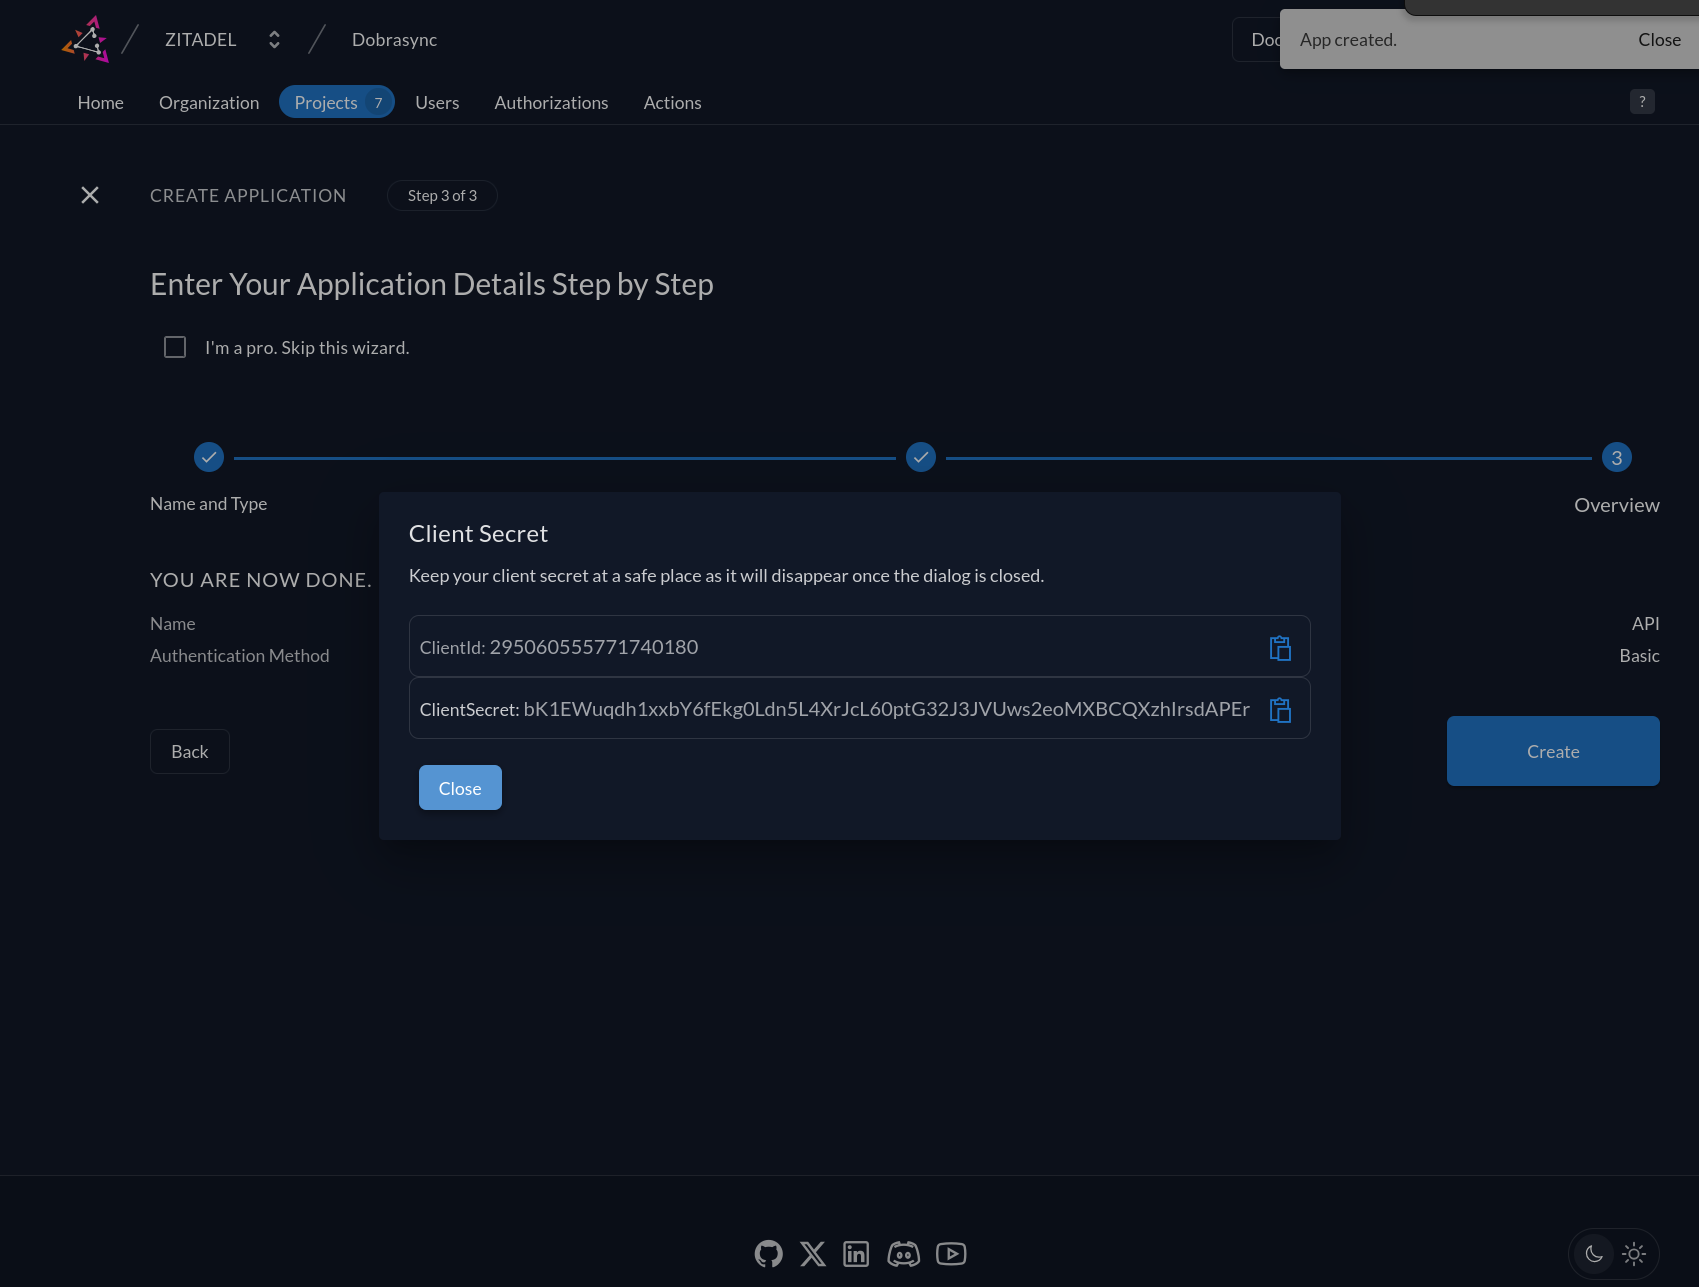 ZITADEL
Dobrasync
App created.
Close
Home
Organization
Projects 7
Users
Authorizations
Actions
?
CREATE APPLICATION
Step 3 of 3
Enter Your Application Details Step by Step
I'm a pro. Skip this wizard.
3
Name and Type
Overview
Client Secret
Keep your client secret at a safe place as it will disappear once the dialog is closed.
YOU ARE NOW DONE.
Name
API
Authentication Method
Basic
ClientId: 295060555771740180
ClientSecret: bK1EWuqdh1xxbY6fEkg0Ldn5L4XrJcL60ptG32J3JVUws2eoMXBCQXzhIrsdAPEr
Back
Create
Close